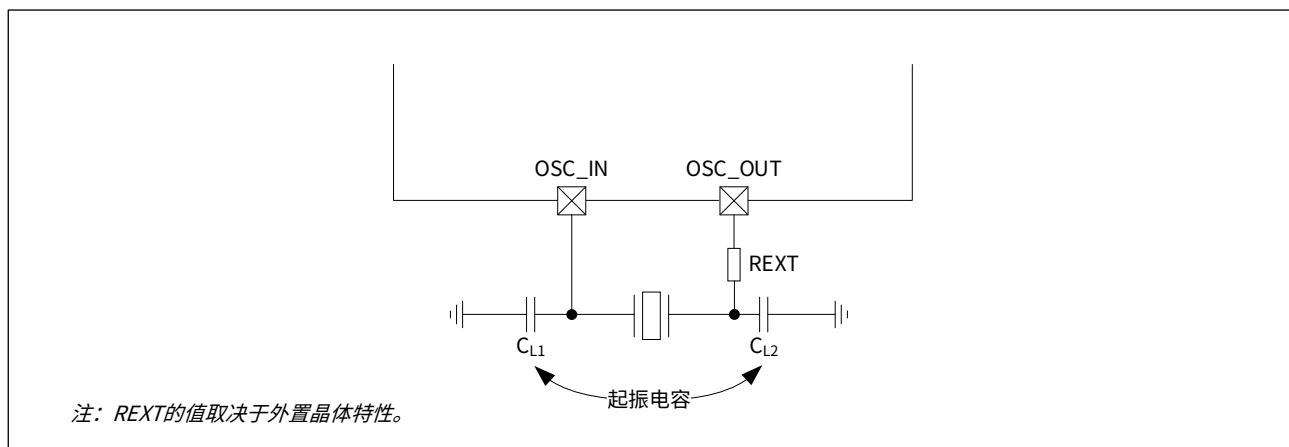 OSC_IN
OSC_OUT
REXT
CL1
CL2
起振电容
注：REXT的值取决于外置晶体特性。